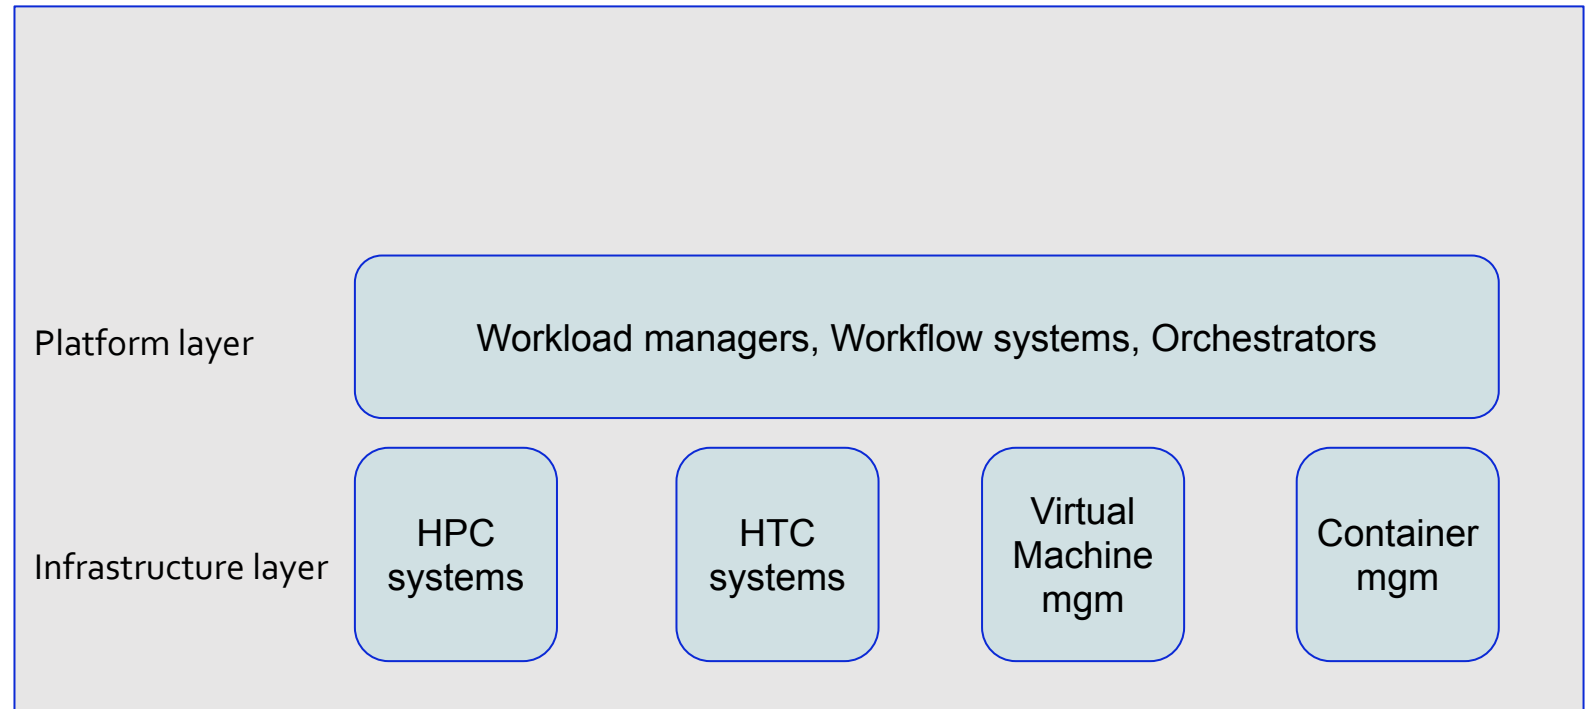 Platform layer
Workload managers, Workflow systems, Orchestrators
Infrastructure layer
HPC
systems
HTC
systems
Virtual
Machine
mgm
Container
mgm